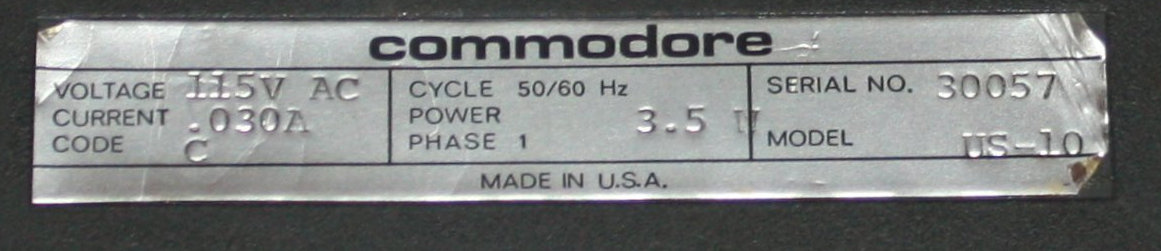 commodore
VOLTAGE 115V AC
CURRENT .030A
CODE C
CYCLE 50/60 Hz
POWER 3.5 W
PHASE 1
SERIAL NO. 30057
MODEL US-10
MADE IN U.S.A.